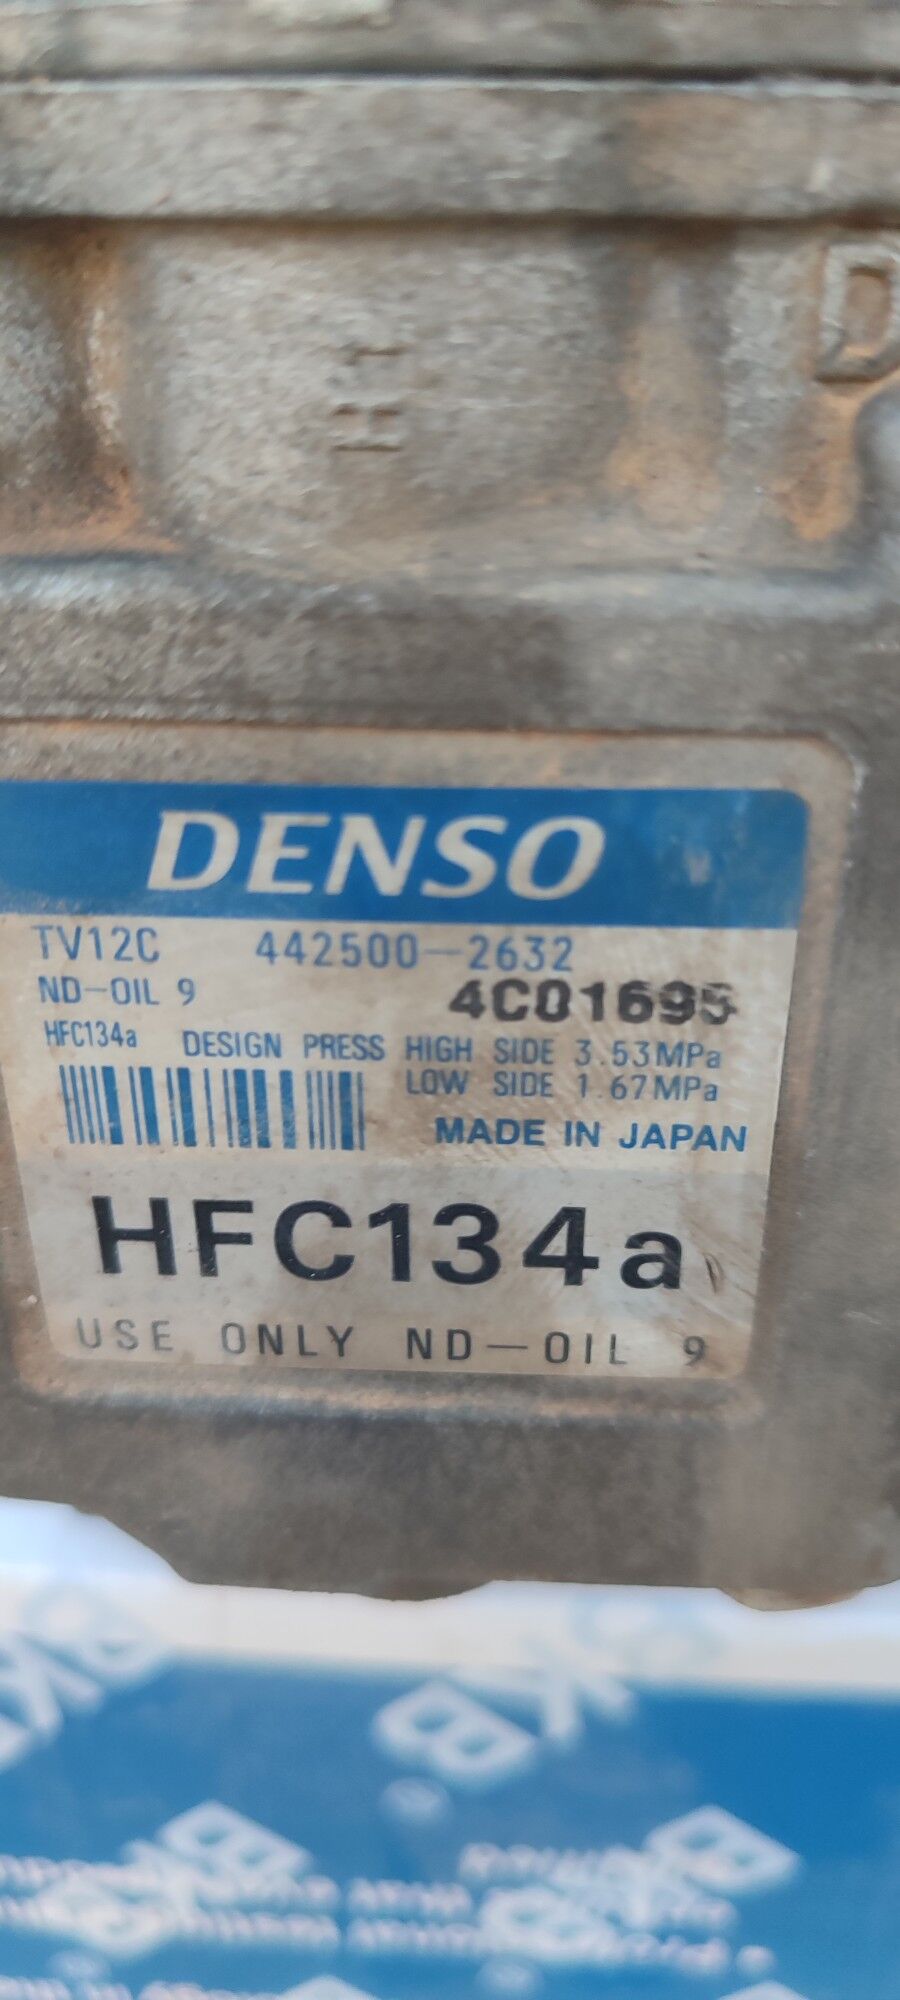 D
DENSO
TV12C 442500-2632
ND-OIL 9 4C01695
HFC134a DESIGN PRESS HIGH SIDE 3.53MPa
LOW SIDE 1.67MPa
MADE IN JAPAN
HFC134a
USE ONLY ND-OIL 9